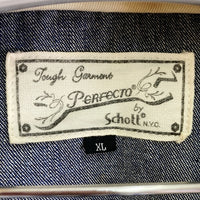 Tough Garment
PERFECTO®
by
Schott®
N.Y.C.
XL